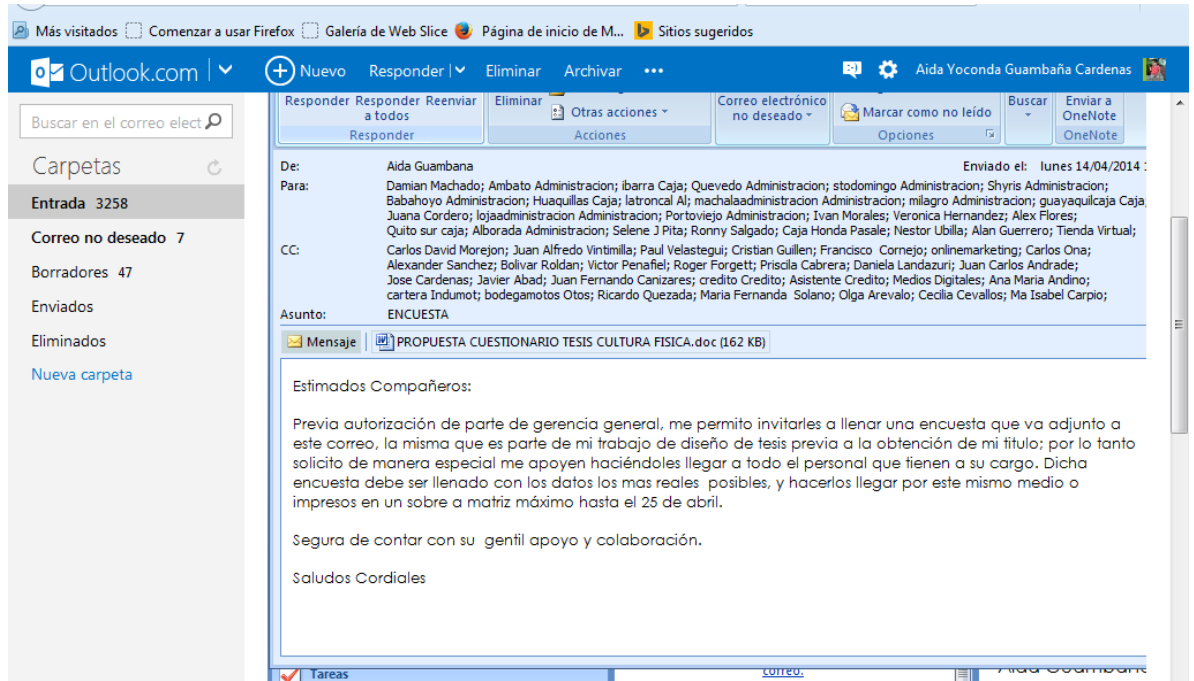 Más visitados Comenzar a usar Firefox Galería de Web Slice Página de inicio de M... Sitios sugeridos
Outlook.com Nuevo Responder Eliminar Archivar ••• Aida Yoconda Guambaña Cardenas
Buscar en el correo elect
Carpetas
Entrada 3258
Correo no deseado 7
Borradores 47
Enviados
Eliminados
Nueva carpeta
Responder Responder a todos Reenviar
Responder
Eliminar
Otras acciones
Acciones
Correo electrónico no deseado
Marcar como no leído
Opciones
Buscar
Enviar a OneNote
OneNote
De: Aida Guambana Enviado el: lunes 14/04/2014
Para: Damian Machado; Ambato Administracion; ibarra Caja; Quevedo Administracion; stodomingo Administracion; Shyris Administracion;
Babahoyo Administracion; Huaquillas Caja; latroncal Al; machalaadministracion Administracion; milagro Administracion; guayaquilcaja Caja
Juana Cordero; lojaadministracion Administracion; Portoviejo Administracion; Ivan Morales; Veronica Hernandez; Alex Flores;
Quito sur caja; Alborada Administracion; Selene J Pita; Ronny Salgado; Caja Honda Pasale; Nestor Ubilla; Alan Guerrero; Tienda Virtual;
CC: Carlos David Morejon; Juan Alfredo Vintimilla; Paul Velastegui; Cristian Guillen; Francisco Cornejo; onlinemarketing; Carlos Ona;
Alexander Sanchez; Bolivar Roldan; Victor Penafiel; Roger Forgett; Priscila Cabrera; Daniela Landazuri; Juan Carlos Andrade;
Jose Cardenas; Javier Abad; Juan Fernando Canizares; credito Credito; Asistente Credito; Medios Digitales; Ana Maria Andino;
cartera Indumot; bodegamotos Otos; Ricardo Quezada; Maria Fernanda Solano; Olga Arevalo; Cecilia Cevallos; Ma Isabel Carpio;
Asunto: ENCUESTA
Mensaje PROPUESTA CUESTIONARIO TESIS CULTURA FISICA.doc (162 KB)
Estimados Compañeros:
Previa autorización de parte de gerencia general, me permito invitarles a llenar una encuesta que va adjunto a
este correo, la misma que es parte de mi trabajo de diseño de tesis previa a la obtención de mi titulo; por lo tanto
solicito de manera especial me apoyen haciéndoles llegar a todo el personal que tienen a su cargo. Dicha
encuesta debe ser llenado con los datos los mas reales posibles, y hacerlos llegar por este mismo medio o
impresos en un sobre a matriz máximo hasta el 25 de abril.
Segura de contar con su gentil apoyo y colaboración.
Saludos Cordiales
Tareas
correo.